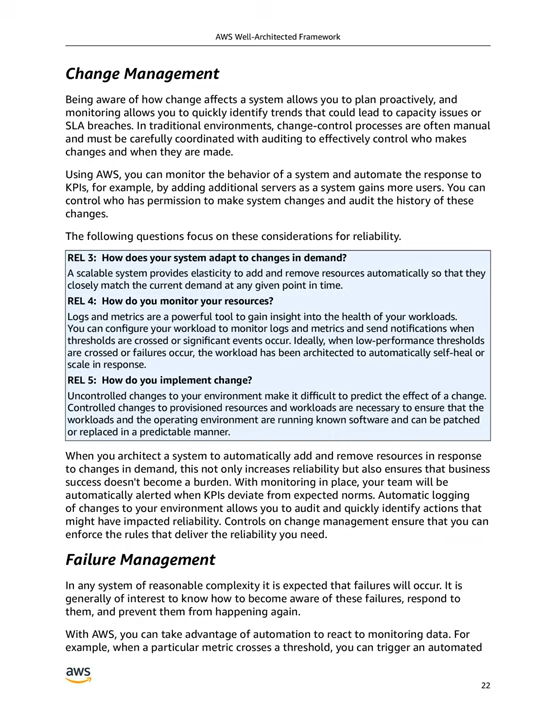 AWS Well-Architected Framework
Change Management
Being aware of how change affects a system allows you to plan proactively, and
monitoring allows you to quickly identify trends that could lead to capacity issues or
SLA breaches. In traditional environments, change-control processes are often manual
and must be carefully coordinated with auditing to effectively control who makes
changes and when they are made.
Using AWS, you can monitor the behavior of a system and automate the response to
KPIs, for example, by adding additional servers as a system gains more users. You can
control who has permission to make system changes and audit the history of these
changes.
The following questions focus on these considerations for reliability.
REL 3: How does your system adapt to changes in demand?
A scalable system provides elasticity to add and remove resources automatically so that they
closely match the current demand at any given point in time.
REL 4: How do you monitor your resources?
Logs and metrics are a powerful tool to gain insight into the health of your workloads.
You can configure your workload to monitor logs and metrics and send notifications when
thresholds are crossed or significant events occur. Ideally, when low-performance thresholds
are crossed or failures occur, the workload has been architected to automatically self-heal or
scale in response.
REL 5: How do you implement change?
Uncontrolled changes to your environment make it difficult to predict the effect of a change.
Controlled changes to provisioned resources and workloads are necessary to ensure that the
workloads and the operating environment are running known software and can be patched
or replaced in a predictable manner.
When you architect a system to automatically add and remove resources in response
to changes in demand, this not only increases reliability but also ensures that business
success doesn't become a burden. With monitoring in place, your team will be
automatically alerted when KPIs deviate from expected norms. Automatic logging
of changes to your environment allows you to audit and quickly identify actions that
might have impacted reliability. Controls on change management ensure that you can
enforce the rules that deliver the reliability you need.
Failure Management
In any system of reasonable complexity it is expected that failures will occur. It is
generally of interest to know how to become aware of these failures, respond to
them, and prevent them from happening again.
With AWS, you can take advantage of automation to react to monitoring data. For
example, when a particular metric crosses a threshold, you can trigger an automated
aws
22